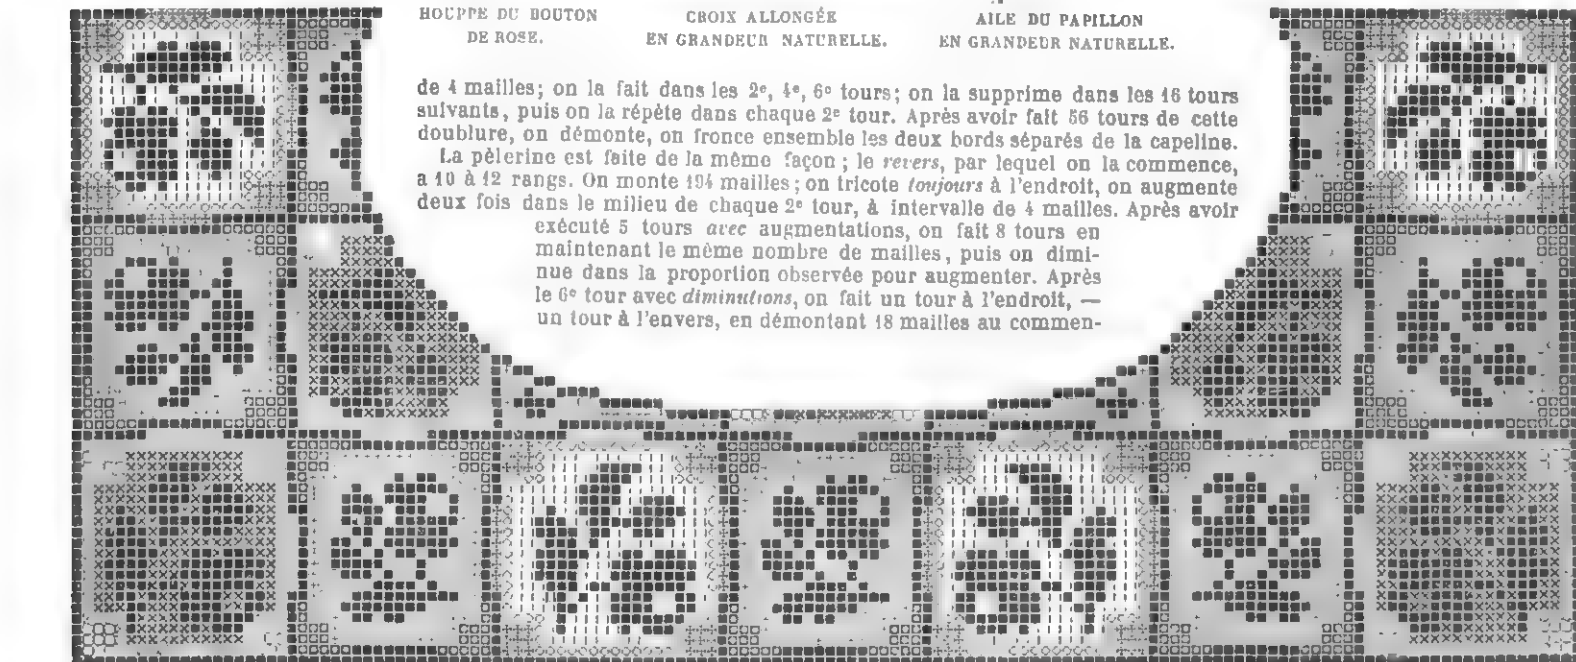 HOUPPE DU BOUTON
DE ROSE.
CROIX ALLONGÉE
EN GRANDEUR NATURELLE.
AILE DU PAPILLON
EN GRANDEUR NATURELLE.
de 4 mailles; on la fait dans les 2e, 4e, 6e tours; on la supprime dans les 16 tours
suivants, puis on la répète dans chaque 2e tour. Après avoir fait 56 tours de cette
doublure, on démonte, on fronce ensemble les deux bords séparés de la capeline.
La pèlerine est faite de la même façon; le revers, par lequel on la commence,
a 10 à 12 rangs. On monte 194 mailles; on tricote toujours à l'endroit, on augmente
deux fois dans le milieu de chaque 2e tour, à intervalle de 4 mailles. Après avoir
exécuté 5 tours avec augmentations, on fait 8 tours en
maintenant le même nombre de mailles, puis on dimi-
nue dans la proportion observée pour augmenter. Après
le 6e tour avec diminutions, on fait un tour à l'endroit, —
un tour à l'envers, en démontant 18 mailles au commen-